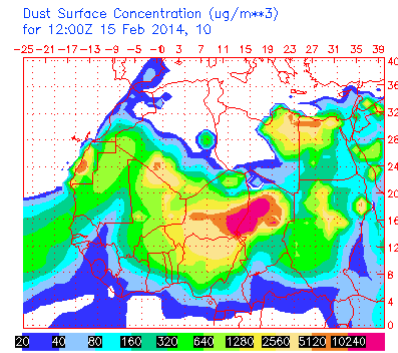 Dust Surface Concentration (ug/m**3)
for 12:00Z 15 Feb 2014, 10
-25 -21 -17 -13 -9 -5 -1 0 3 7 11 15 19 23 27 31 35 39
40
36
32
28
24
20
16
12
8
4
0
20 40 80 160 320 640 1280 2560 5120 10240